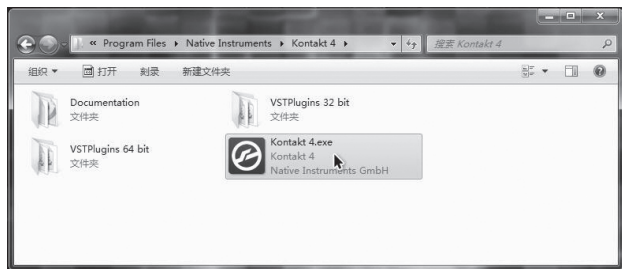 « Program Files ▸ Native Instruments ▸ Kontakt 4 ▸
搜索 Kontakt 4
组织 ▼ 打开 刻录 新建文件夹
Documentation
文件夹
VSTPlugins 32 bit
文件夹
VSTPlugins 64 bit
文件夹
Kontakt 4.exe
Kontakt 4
Native Instruments GmbH